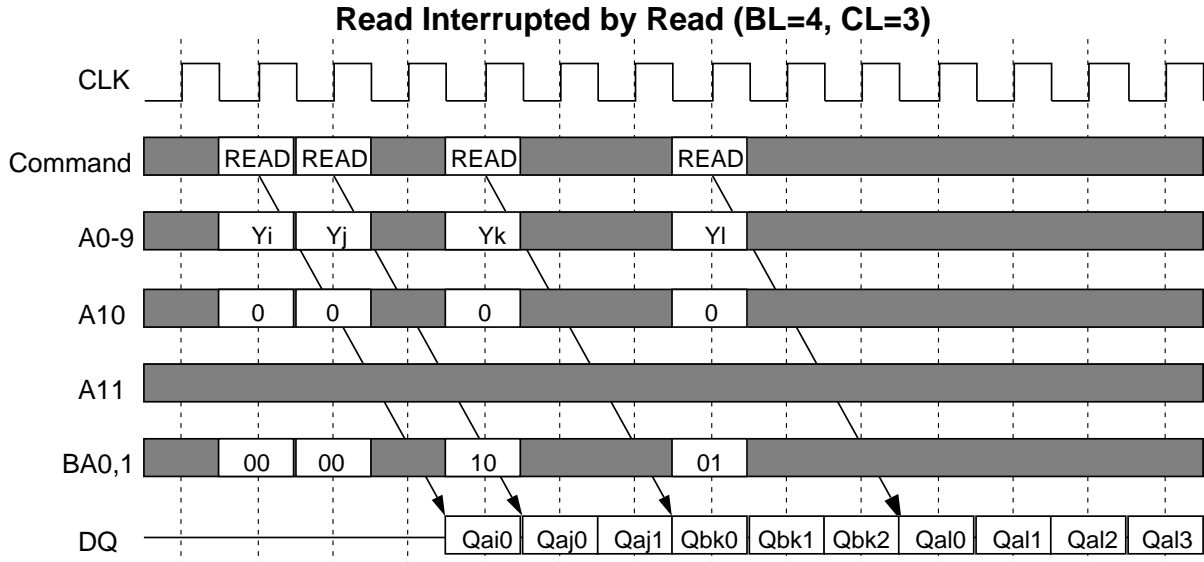 Read Interrupted by Read (BL=4, CL=3)
CLK
Command READ READ READ READ
A0-9 Yi Yj Yk Yl
A10 0 0 0 0
A11
BA0,1 00 00 10 01
DQ Qai0 Qaj0 Qaj1 Qbk0 Qbk1 Qbk2 Qal0 Qal1 Qal2 Qal3